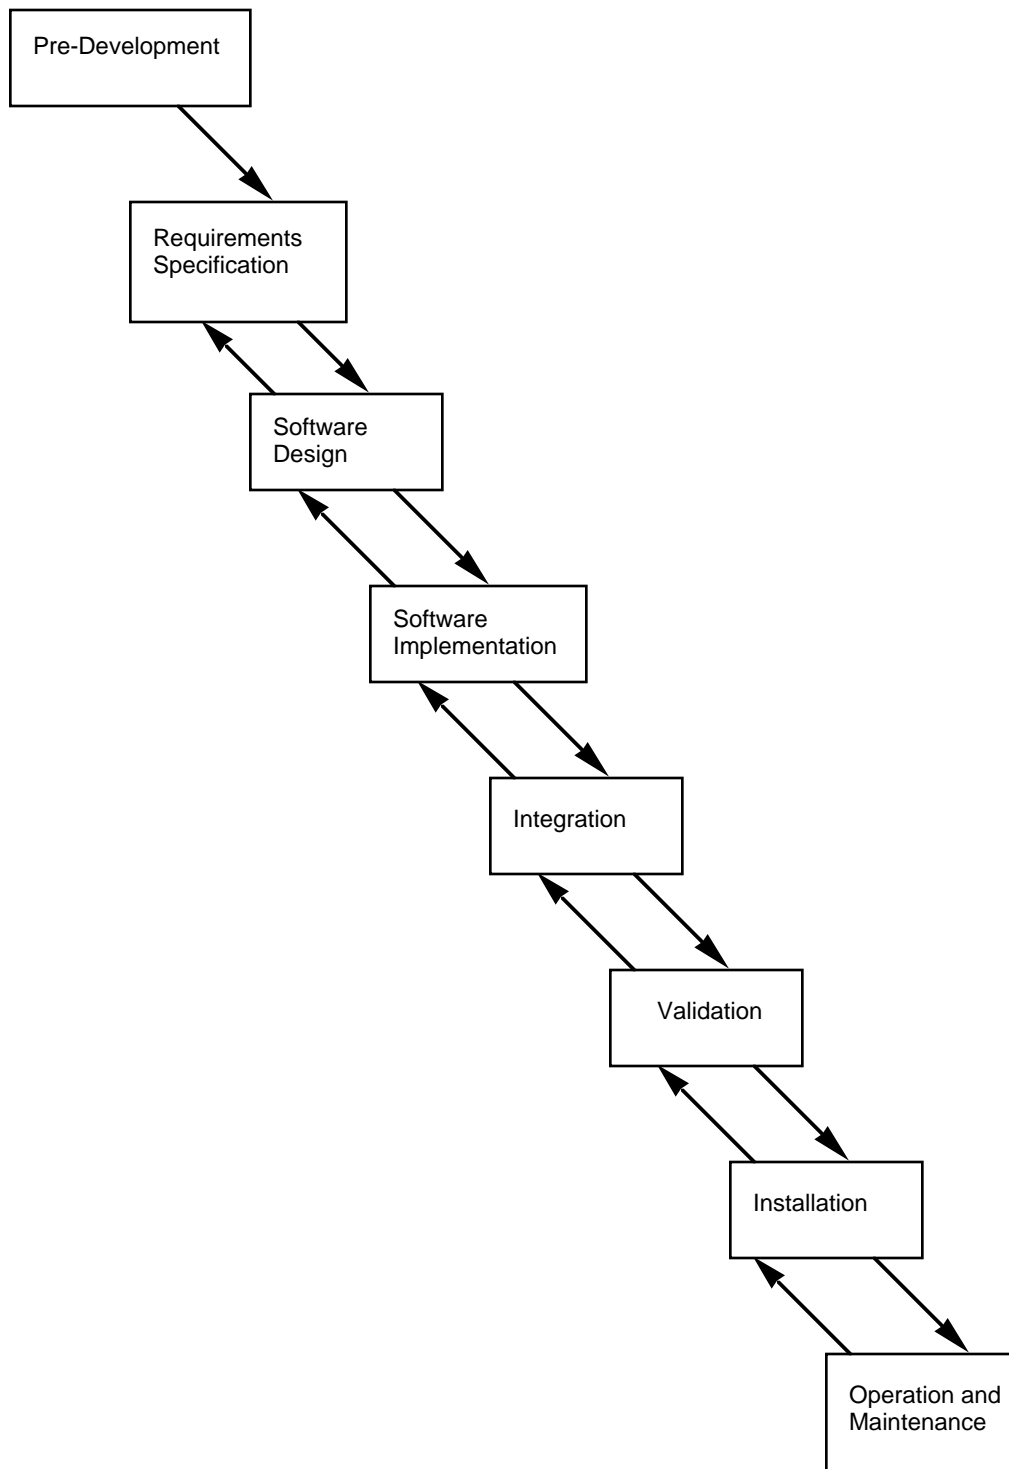 Pre-Development
Requirements
Specification
Software
Design
Software
Implementation
Integration
Validation
Installation
Operation and
Maintenance